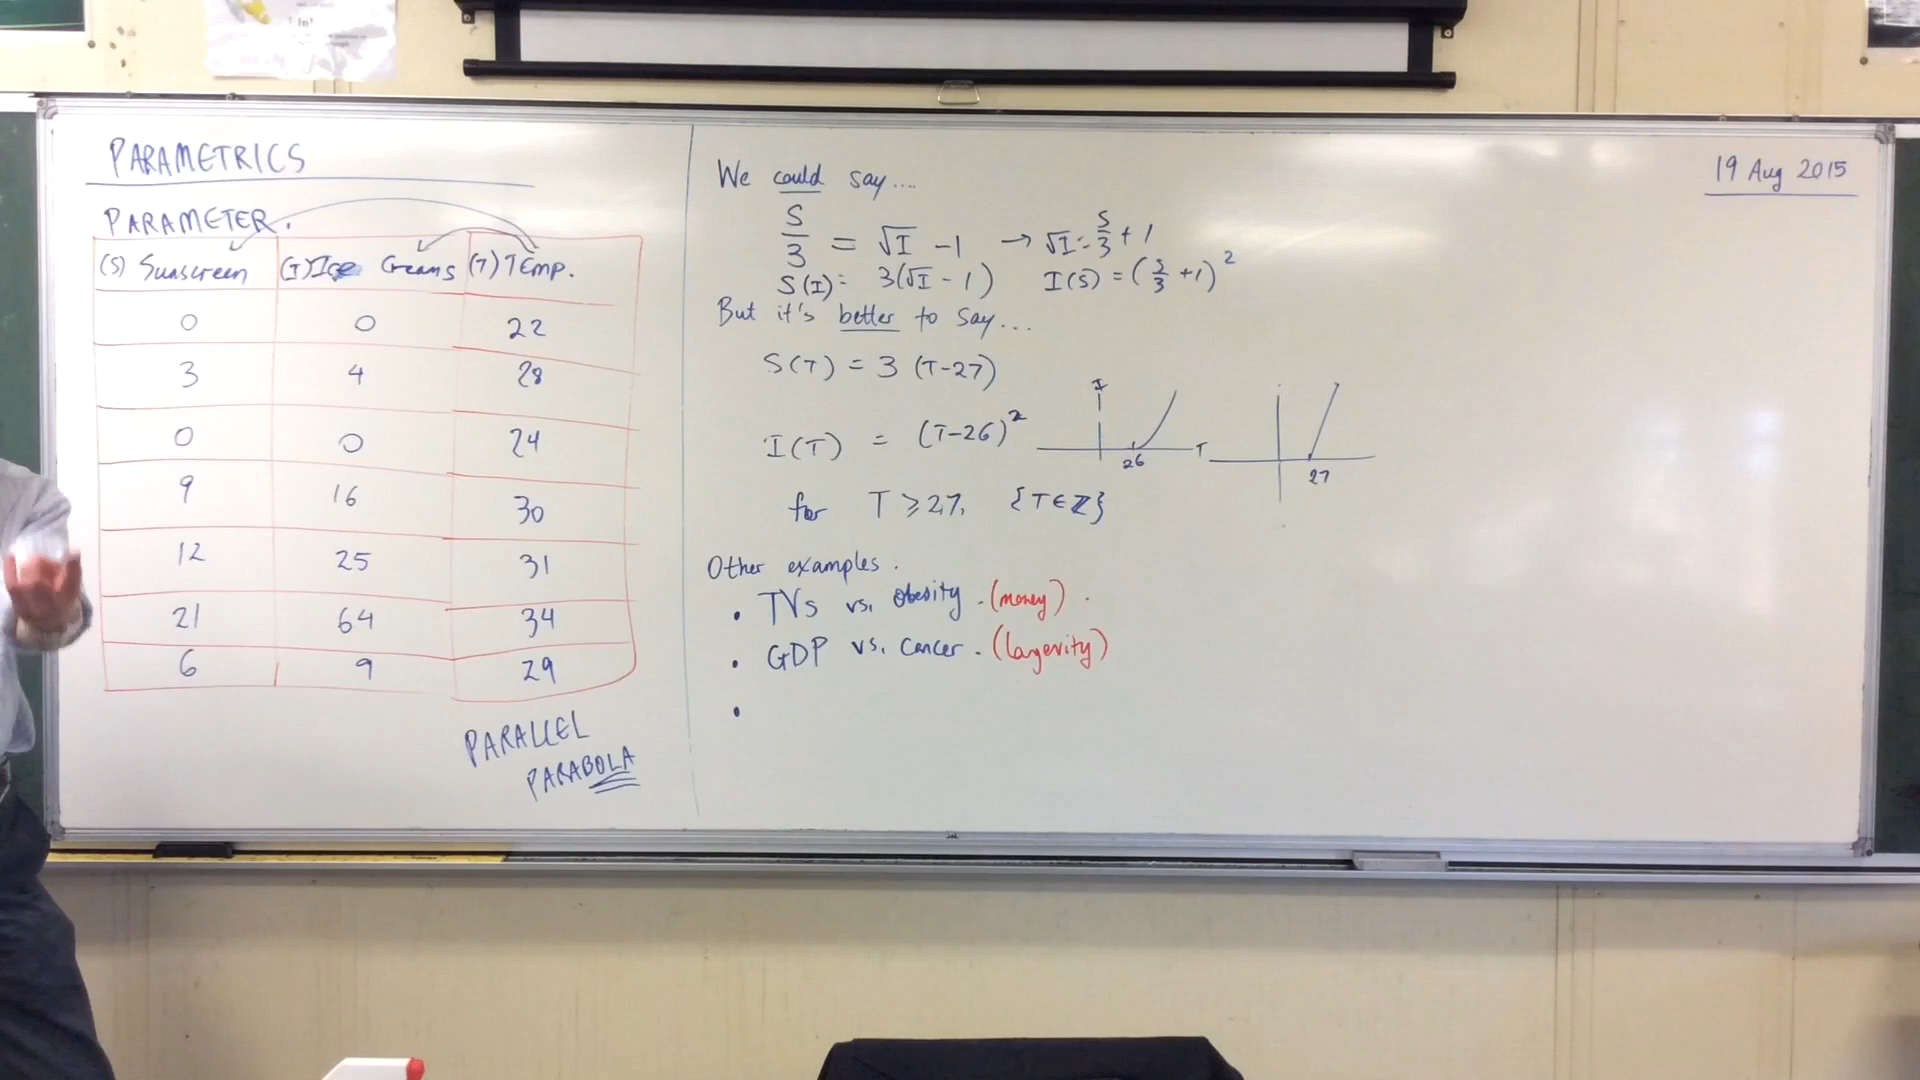 PARAMETRICS
PARAMETER.
(S) Sunscreen (I) Ice Creams (T) TEMP.
0 0 22
3 4 28
0 0 24
9 16 30
12 25 31
21 64 34
6 9 29
PARALLEL
PARABOLA
We could say....
S/3 = √I - 1 → √I = S/3 + 1
S(I) = 3(√I - 1) I(S) = (S/3 + 1)²
But it's better to say...
S(T) = 3 (T-27)
I(T) = (T-26)²
for T ≥ 27, {T∈ℤ}
I
26
T
27
Other examples.
• TVs vs. obesity. (money).
• GDP vs. cancer. (longevity)
•
19 Aug 2015